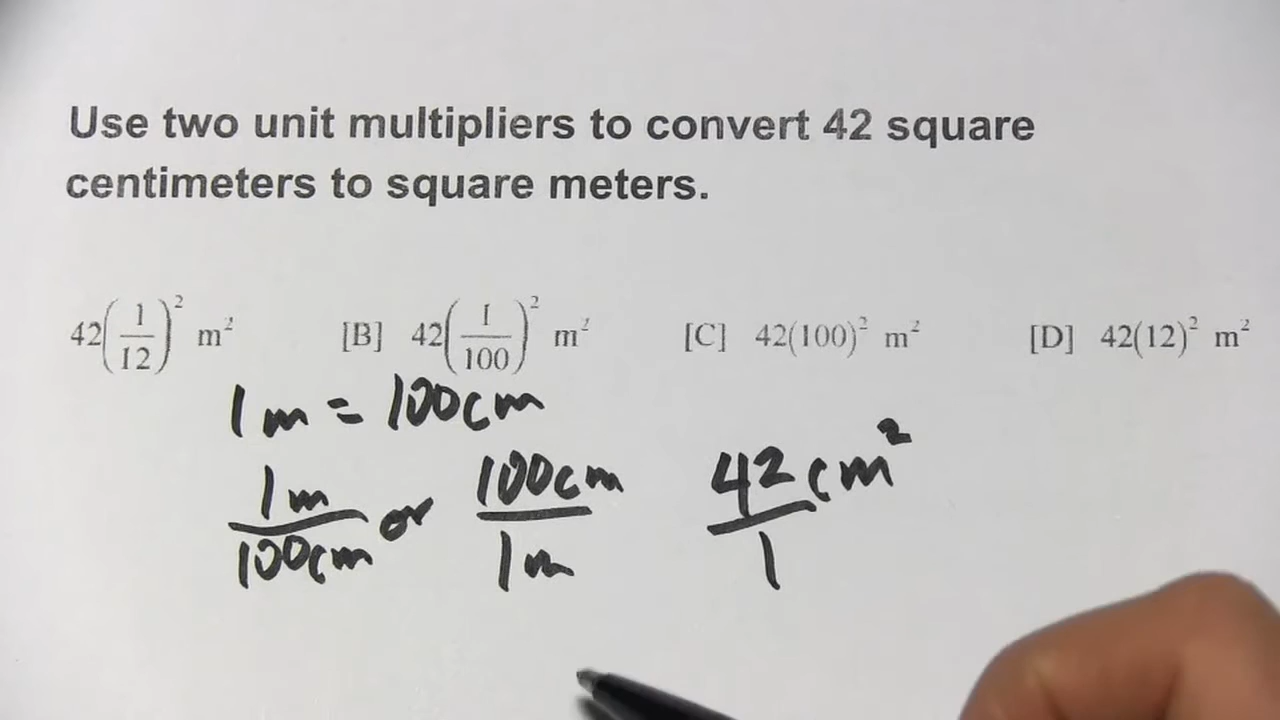 Use two unit multipliers to convert 42 square
centimeters to square meters.
42(1/12)² m² [B] 42(1/100)² m² [C] 42(100)² m² [D] 42(12)² m²
1m = 100cm
1m/100cm or 100cm/1m 42cm²/1